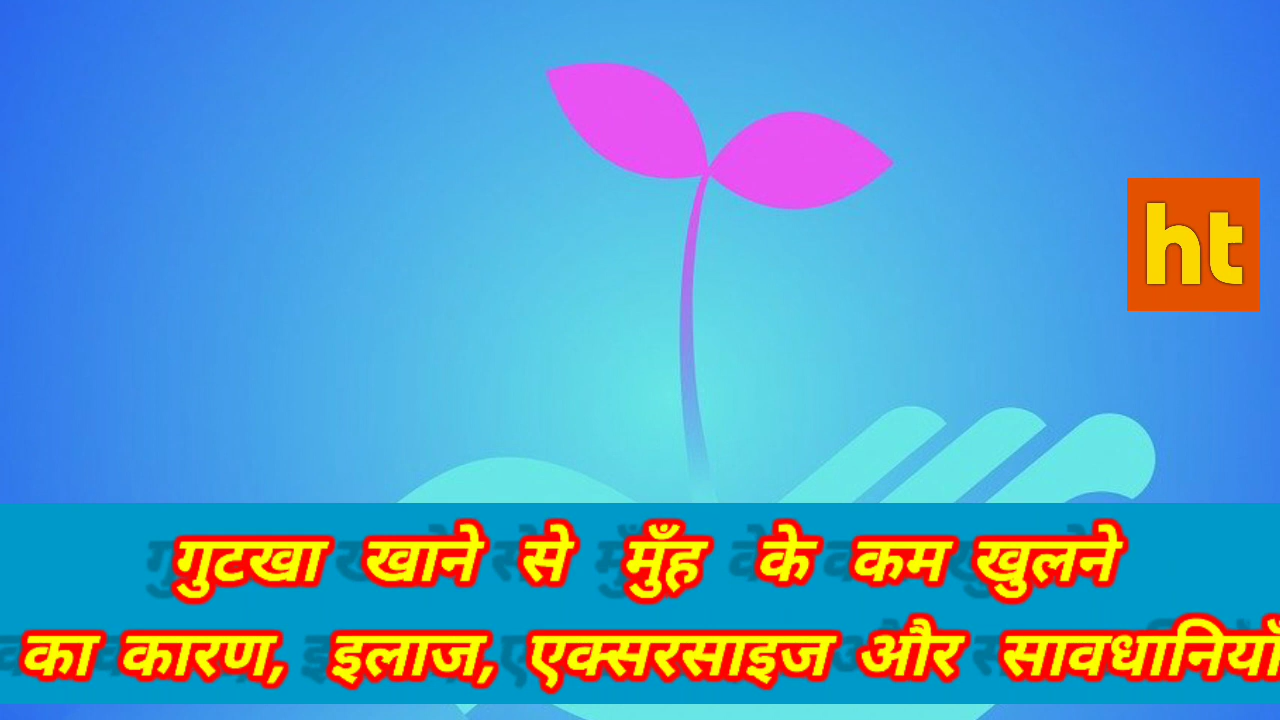 ht
गुटखा खाने से मुँह के कम खुलने
का कारण, इलाज, एक्सरसाइज और सावधानियाँ